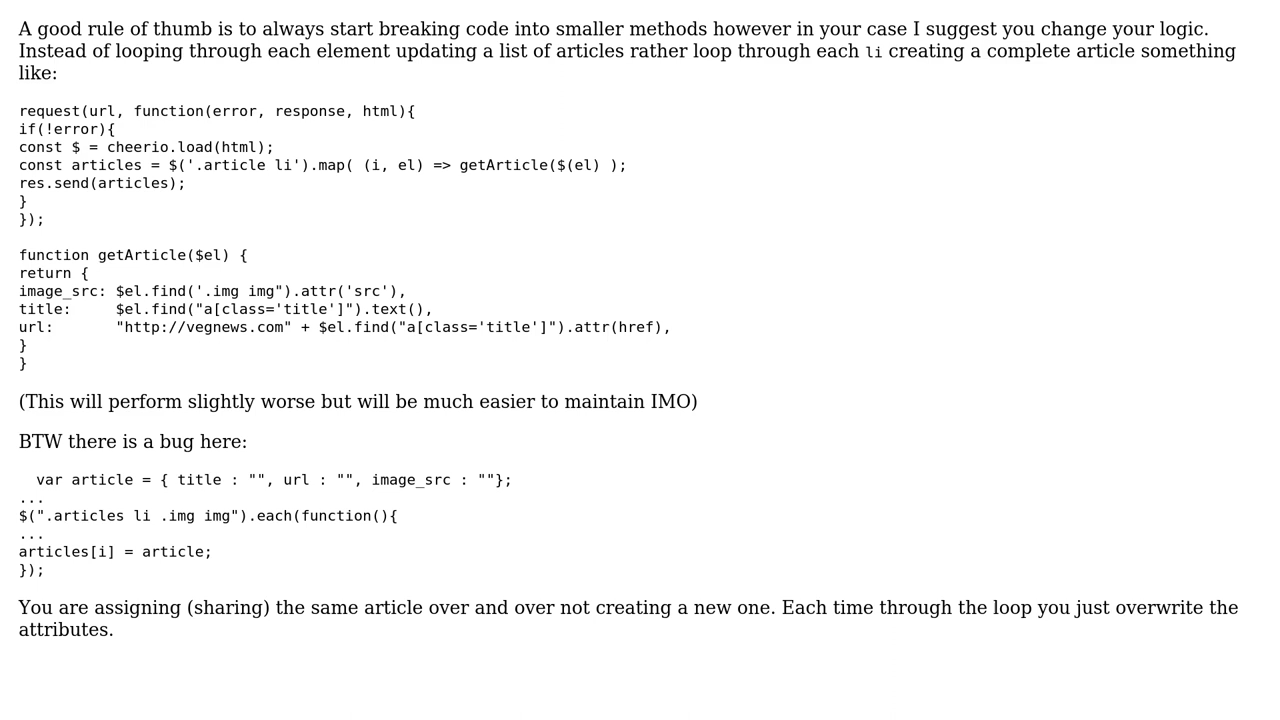 A good rule of thumb is to always start breaking code into smaller methods however in your case I suggest you change your logic.
Instead of looping through each element updating a list of articles rather loop through each li creating a complete article something
like:
request(url, function(error, response, html){
if(!error){
const $ = cheerio.load(html);
const articles = $('.article li').map( (i, el) => getArticle($(el) );
res.send(articles);
}
});
function getArticle($el) {
return {
image_src: $el.find('.img img").attr('src'),
title:     $el.find("a[class='title']").text(),
url:       "http://vegnews.com" + $el.find("a[class='title']").attr(href),
}
}
(This will perform slightly worse but will be much easier to maintain IMO)
BTW there is a bug here:
  var article = { title : "", url : "", image_src : ""};
...
$(".articles li .img img").each(function(){
...
articles[i] = article;
});
You are assigning (sharing) the same article over and over not creating a new one. Each time through the loop you just overwrite the
attributes.